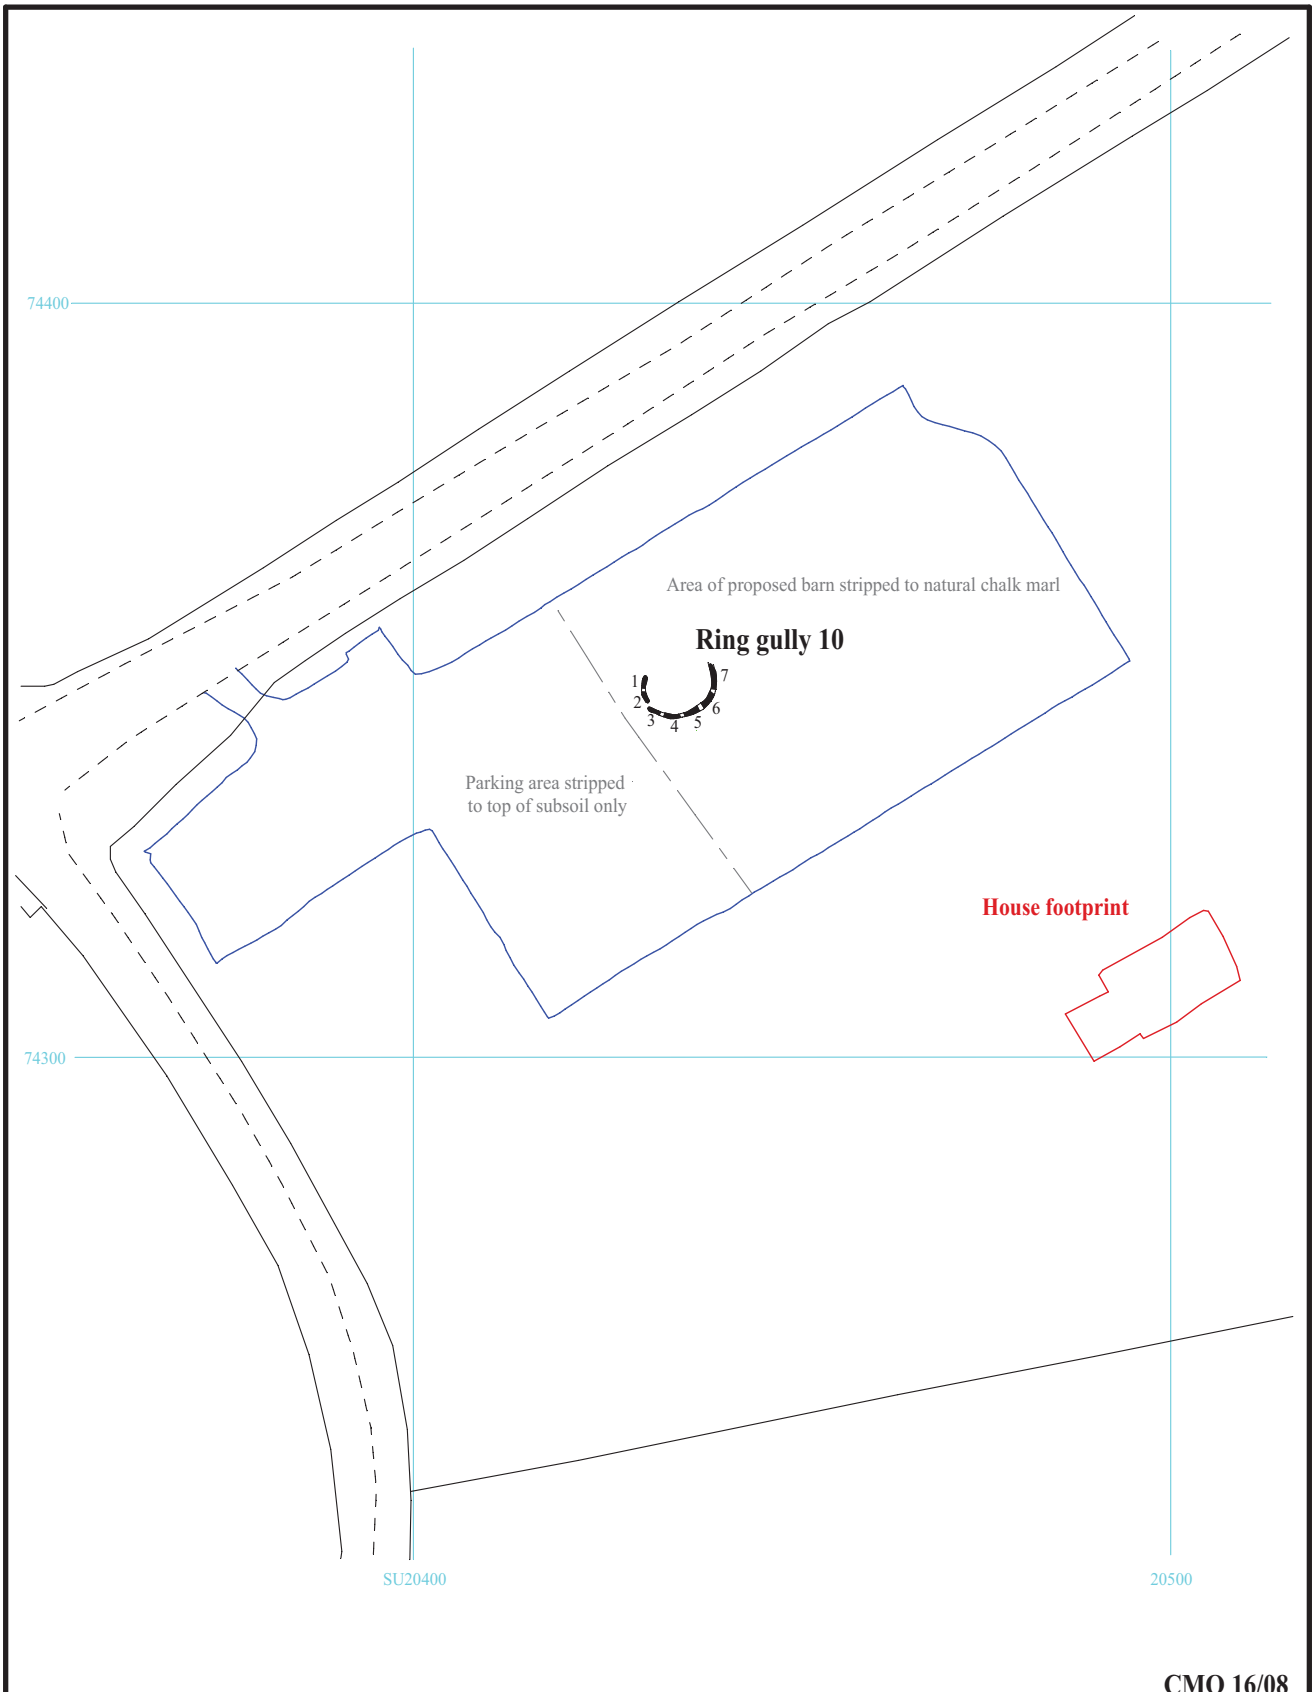 74400
Area of proposed barn stripped to natural chalk marl
Ring gully 10
1
7
2
6
3
5
4
Parking area stripped
to top of subsoil only
House footprint
74300
SU20400
20500
CMO 16/08